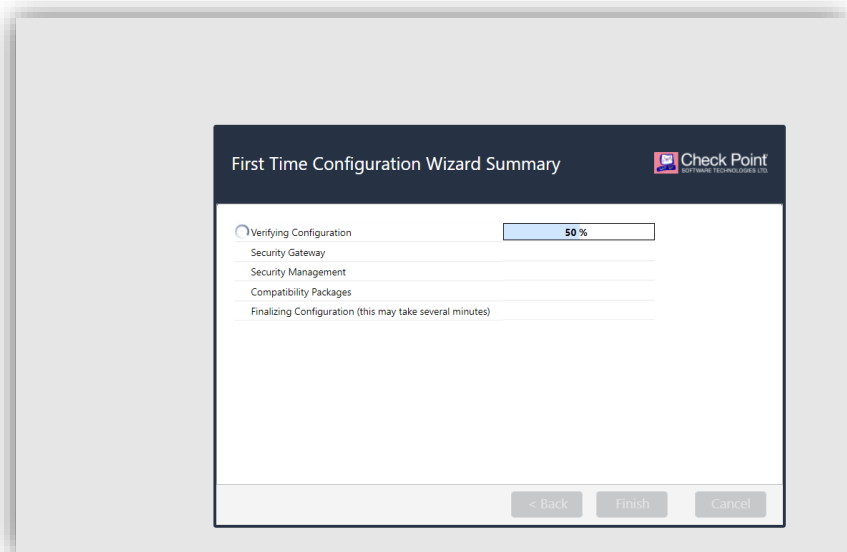 First Time Configuration Wizard Summary
Check Point
SOFTWARE TECHNOLOGIES LTD.
Verifying Configuration 50 %
Security Gateway
Security Management
Compatibility Packages
Finalizing Configuration (this may take several minutes)
< Back Finish Cancel